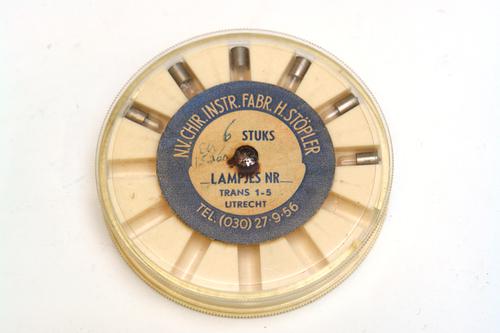 N.V. CHIR. INSTR. FABR. H. STÖPLER
6 STUKS
LAMPJES NR
TRANS 1-5
UTRECHT
TEL. (030) 27-9-56